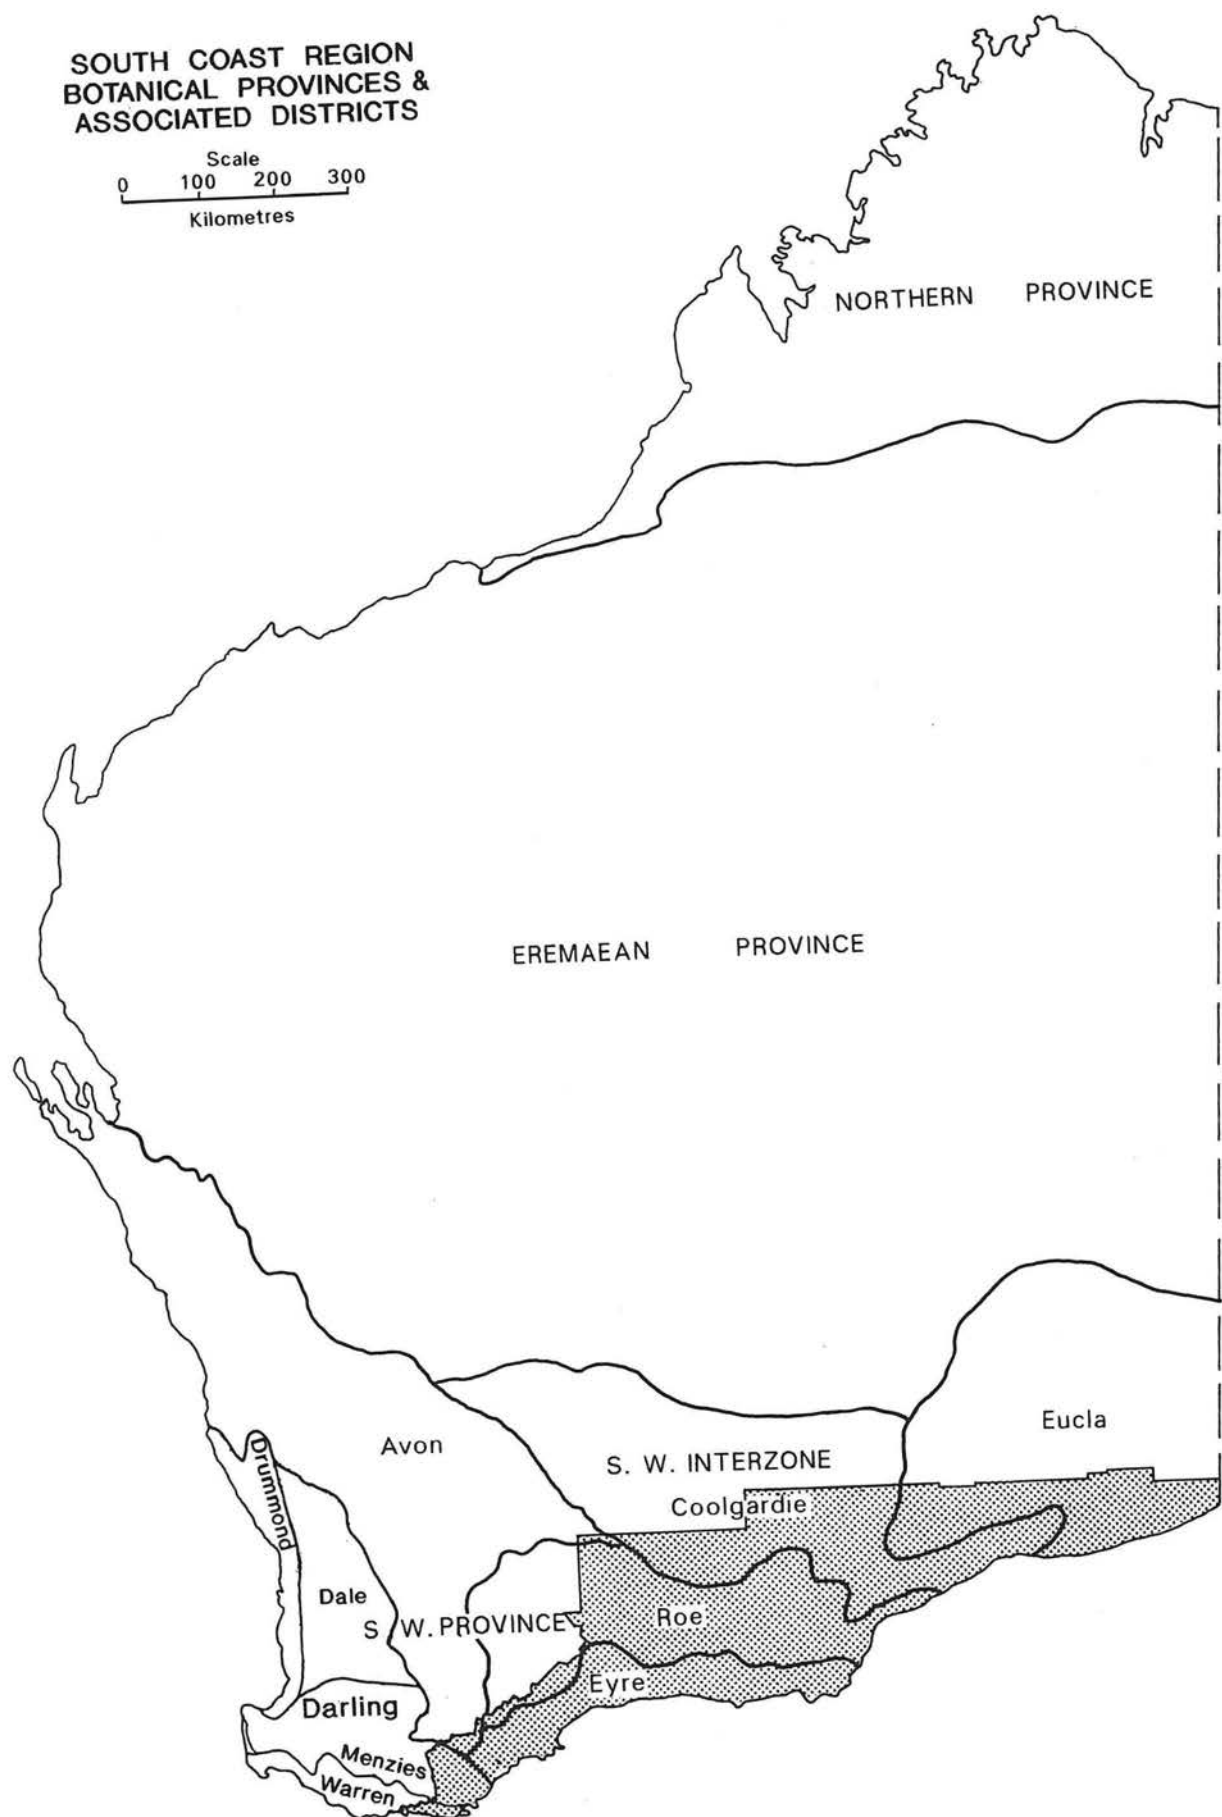 SOUTH COAST REGION
BOTANICAL PROVINCES &
ASSOCIATED DISTRICTS
Scale
0 100 200 300
Kilometres
NORTHERN PROVINCE
EREMAEAN PROVINCE
Eucla
Avon
S. W. INTERZONE
Coolgardie
Drummond
Dale
S W. PROVINCE
Roe
Eyre
Darling
Menzies
Warren